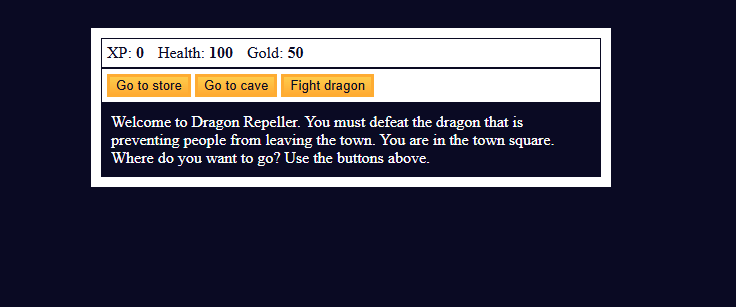 XP: 0 Health: 100 Gold: 50
Go to store Go to cave Fight dragon
Welcome to Dragon Repeller. You must defeat the dragon that is
preventing people from leaving the town. You are in the town square.
Where do you want to go? Use the buttons above.